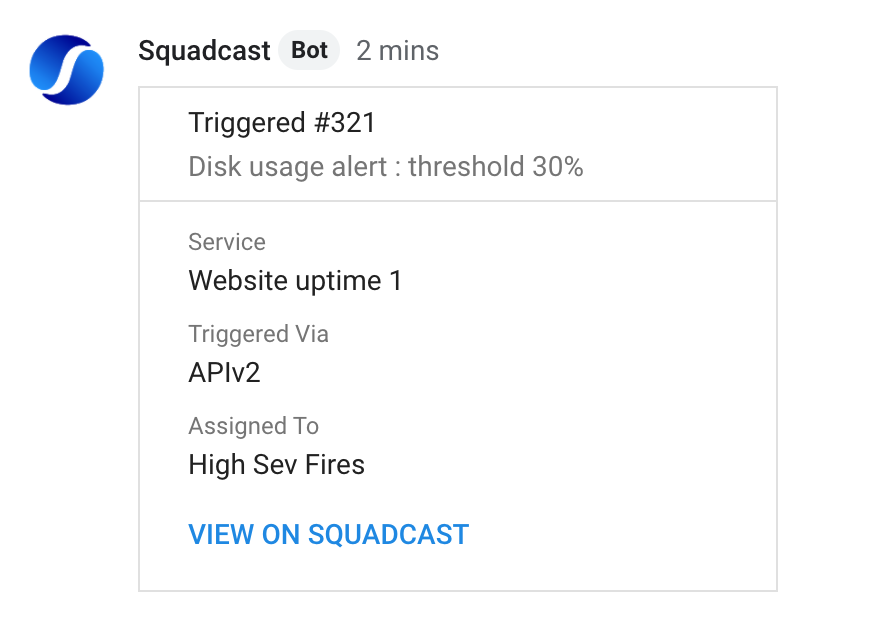 Squadcast Bot 2 mins
Triggered #321
Disk usage alert : threshold 30%
Service
Website uptime 1
Triggered Via
APIv2
Assigned To
High Sev Fires
VIEW ON SQUADCAST